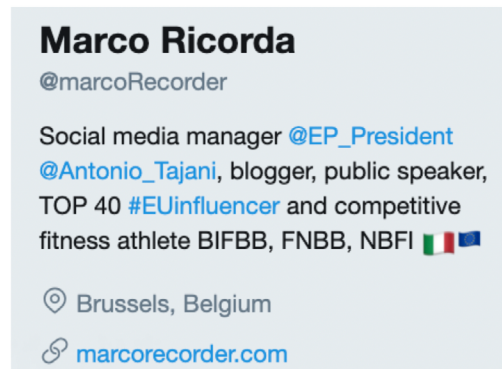 Marco Ricorda
@marcoRecorder
Social media manager @EP_President
@Antonio_Tajani, blogger, public speaker,
TOP 40 #EUinfluencer and competitive
fitness athlete BIFBB, FNBB, NBFI 🇮🇹🇪🇺
Brussels, Belgium
marcorecorder.com